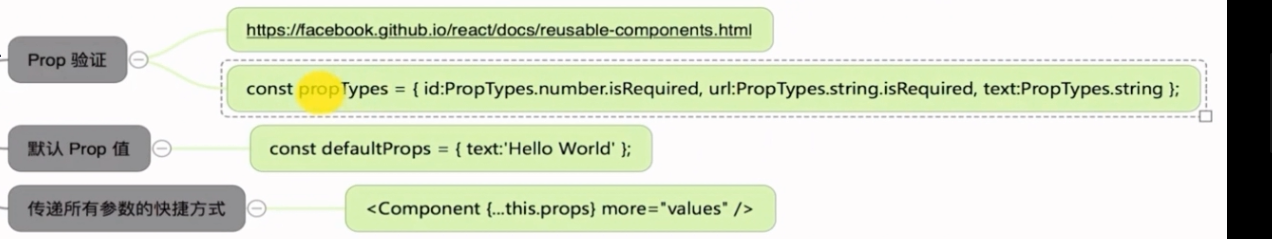 Prop 验证
https://facebook.github.io/react/docs/reusable-components.html
const propTypes = { id:PropTypes.number.isRequired, url:PropTypes.string.isRequired, text:PropTypes.string };
默认 Prop 值
const defaultProps = { text:'Hello World' };
传递所有参数的快捷方式
<Component {...this.props} more="values" />